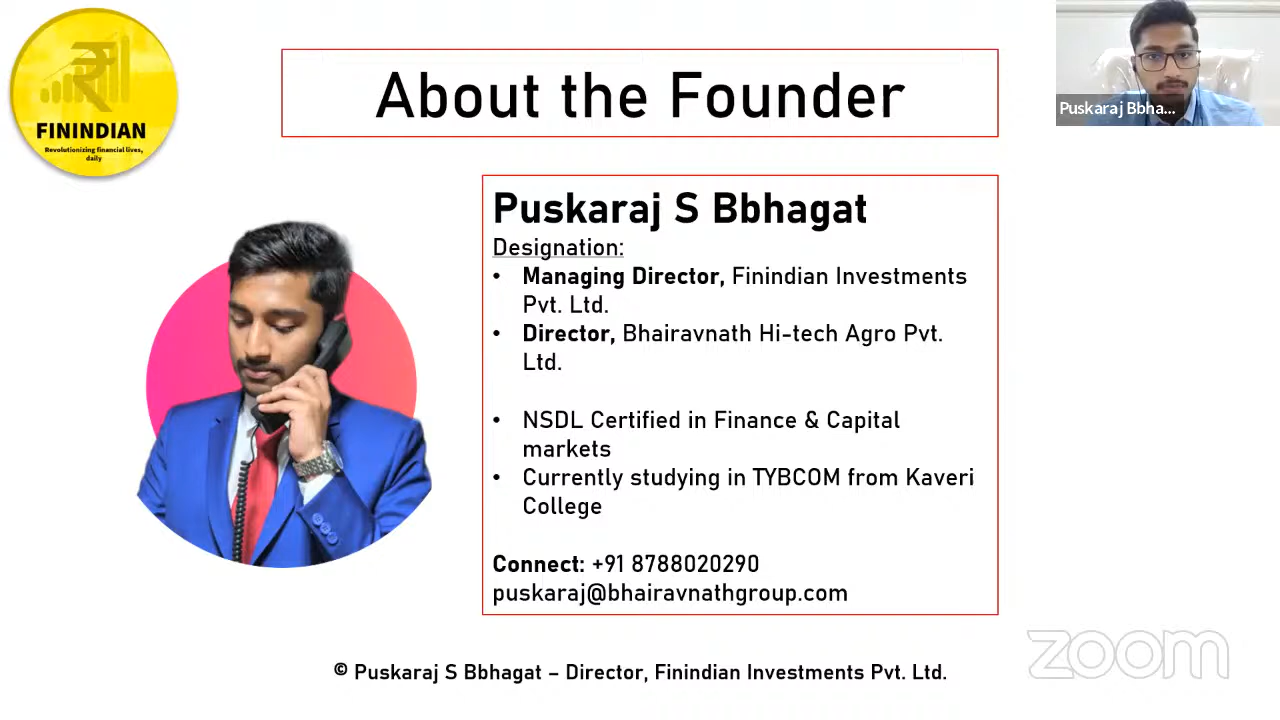 FININDIAN
Revolutionizing financial lives,
daily
About the Founder
Puskaraj Bbha...
Puskaraj S Bbhagat
Designation:
• Managing Director, Finindian Investments
Pvt. Ltd.
• Director, Bhairavnath Hi-tech Agro Pvt.
Ltd.
• NSDL Certified in Finance & Capital
markets
• Currently studying in TYBCOM from Kaveri
College
Connect: +91 8788020290
puskaraj@bhairavnathgroup.com
zoom
© Puskaraj S Bbhagat – Director, Finindian Investments Pvt. Ltd.